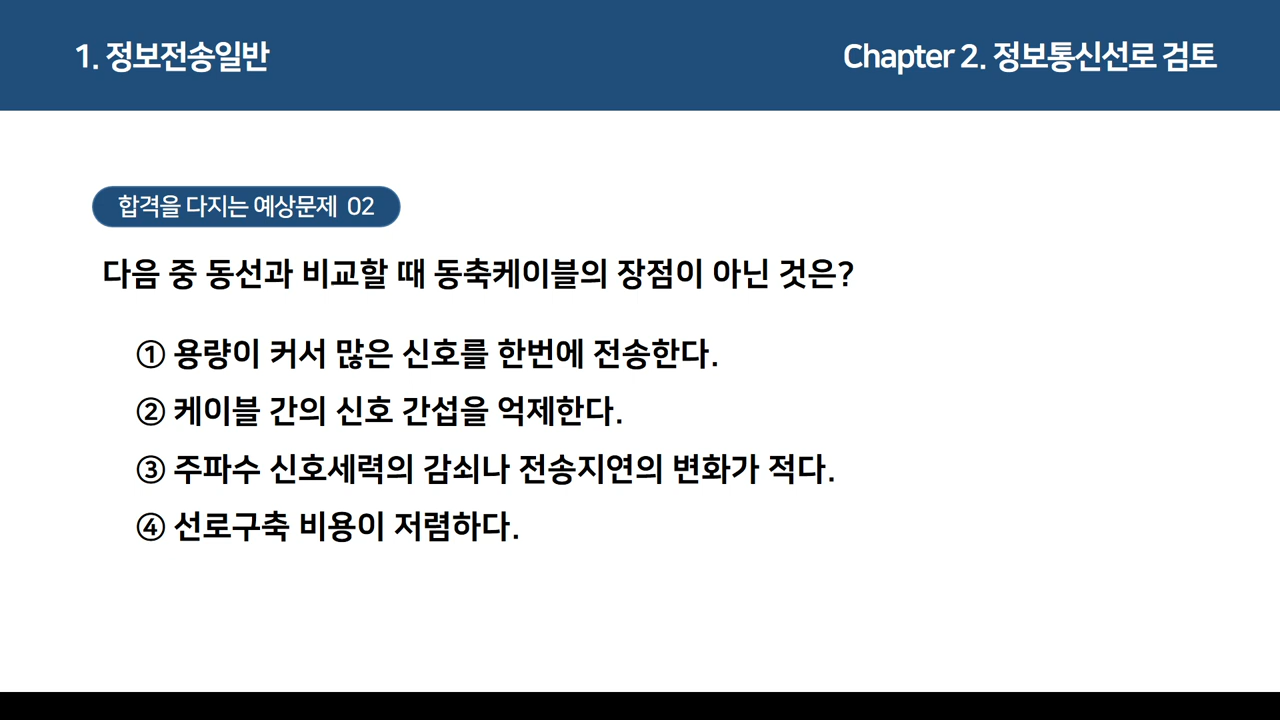 1. 정보전송일반
Chapter 2. 정보통신선로 검토
합격을 다지는 예상문제 02
다음 중 동선과 비교할 때 동축케이블의 장점이 아닌 것은?
① 용량이 커서 많은 신호를 한번에 전송한다.
② 케이블 간의 신호 간섭을 억제한다.
③ 주파수 신호세력의 감쇠나 전송지연의 변화가 적다.
④ 선로구축 비용이 저렴하다.